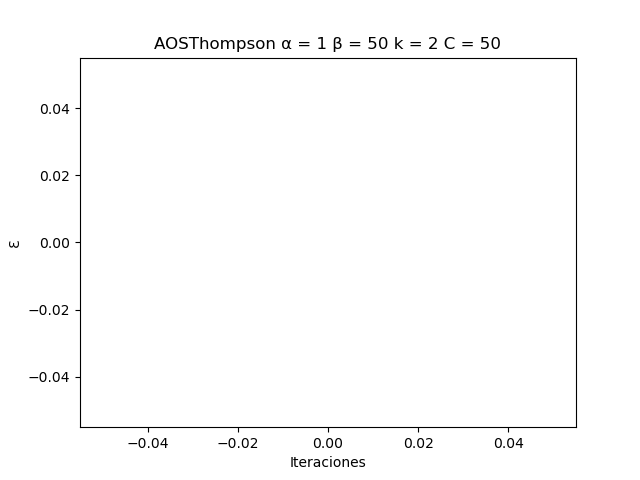 AOSThompson α = 1 β = 50 k = 2 C = 50
0.04
0.02
0.00
−0.02
−0.04
ε
−0.04 −0.02 0.00 0.02 0.04
Iteraciones